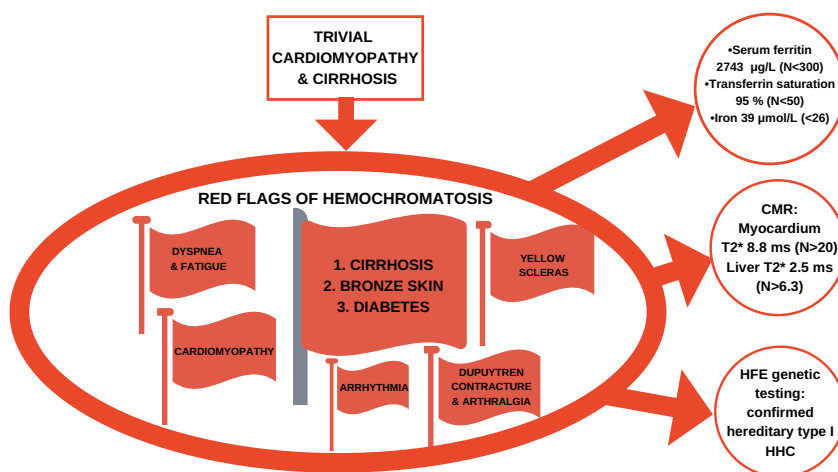 TRIVIAL
CARDIOMYOPATHY
& CIRRHOSIS
RED FLAGS OF HEMOCHROMATOSIS
DYSPNEA
& FATIGUE
1. CIRRHOSIS
2. BRONZE SKIN
3. DIABETES
YELLOW
SCLERAS
CARDIOMYOPATHY
ARRHYTHMIA
DUPUYTREN
CONTRACTURE
& ARTHRALGIA
•Serum ferritin
2743 µg/L (N<300)
•Transferrin saturation
95 % (N<50)
•Iron 39 µmol/L (<26)
CMR:
Myocardium
T2* 8.8 ms (N>20)
Liver T2* 2.5 ms
(N>6.3)
HFE genetic
testing:
confirmed
hereditary type I
HHC